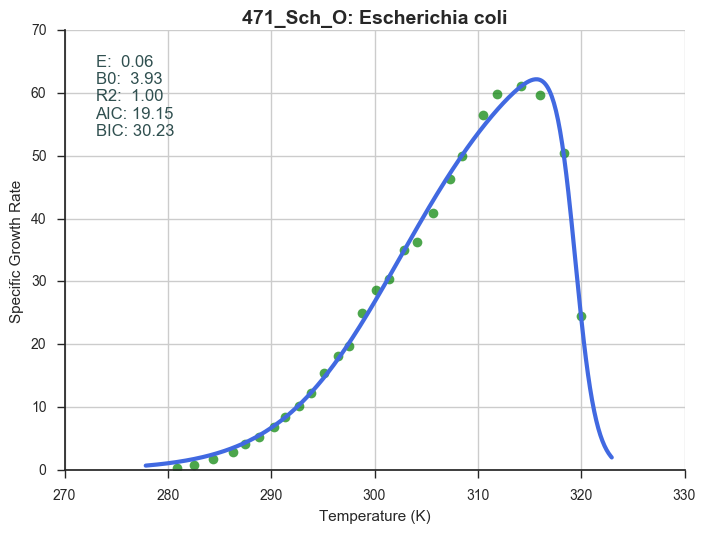 471_Sch_O: Escherichia coli
70
60
50
40
30
20
10
0
E: 0.06
B0: 3.93
R2: 1.00
AIC: 19.15
BIC: 30.23
Specific Growth Rate
270 280 290 300 310 320 330
Temperature (K)